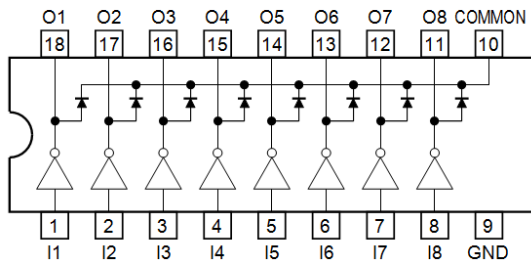 O1 O2 O3 O4 O5 O6 O7 O8 COMMON
18 17 16 15 14 13 12 11 10
1 2 3 4 5 6 7 8 9
I1 I2 I3 I4 I5 I6 I7 I8 GND